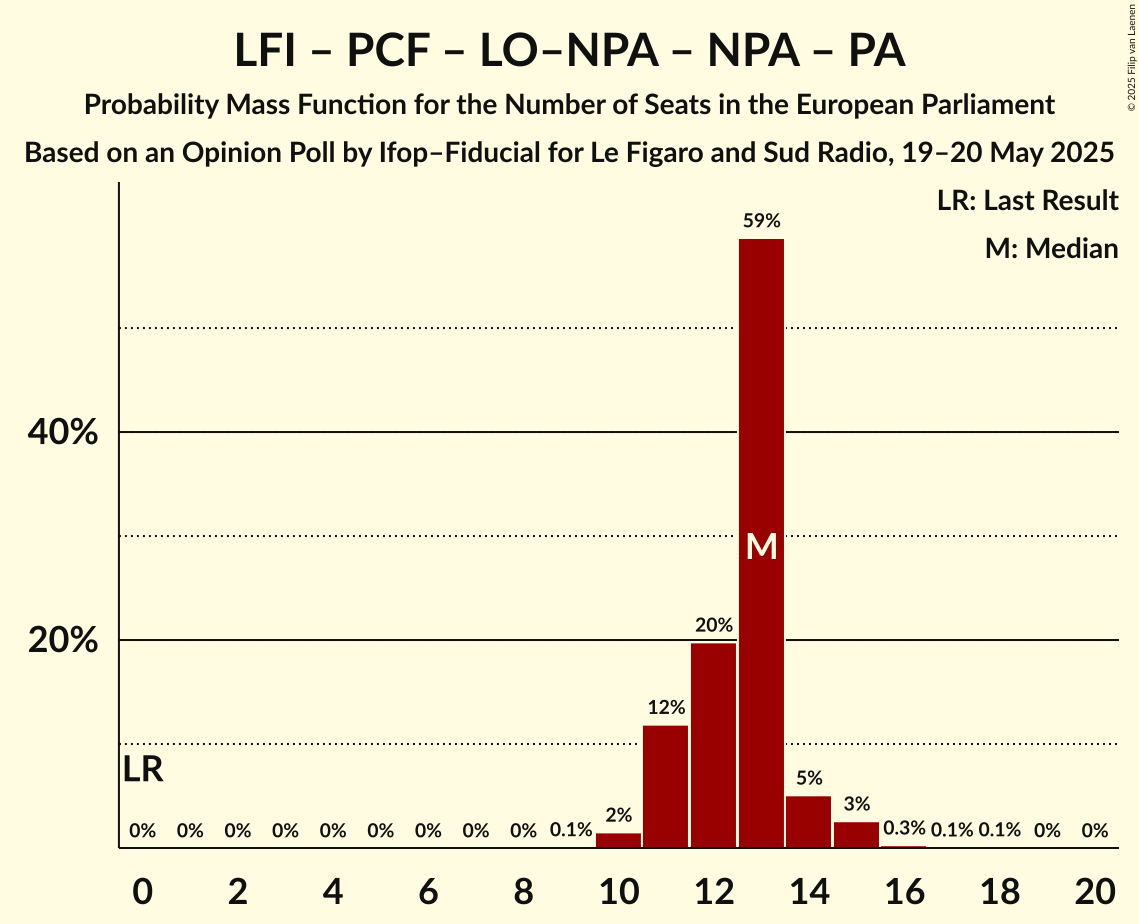 LFI – PCF – LO–NPA – NPA – PA
Probability Mass Function for the Number of Seats in the European Parliament
Based on an Opinion Poll by Ifop–Fiducial for Le Figaro and Sud Radio, 19–20 May 2025
© 2025 Filip van Laenen
LR: Last Result
M: Median
59%
40%
M
20%
20%
12%
LR
5%
3%
2%
0% 0% 0% 0% 0% 0% 0% 0% 0% 0.1% 0.3% 0.1% 0.1% 0% 0%
0 2 4 6 8 10 12 14 16 18 20